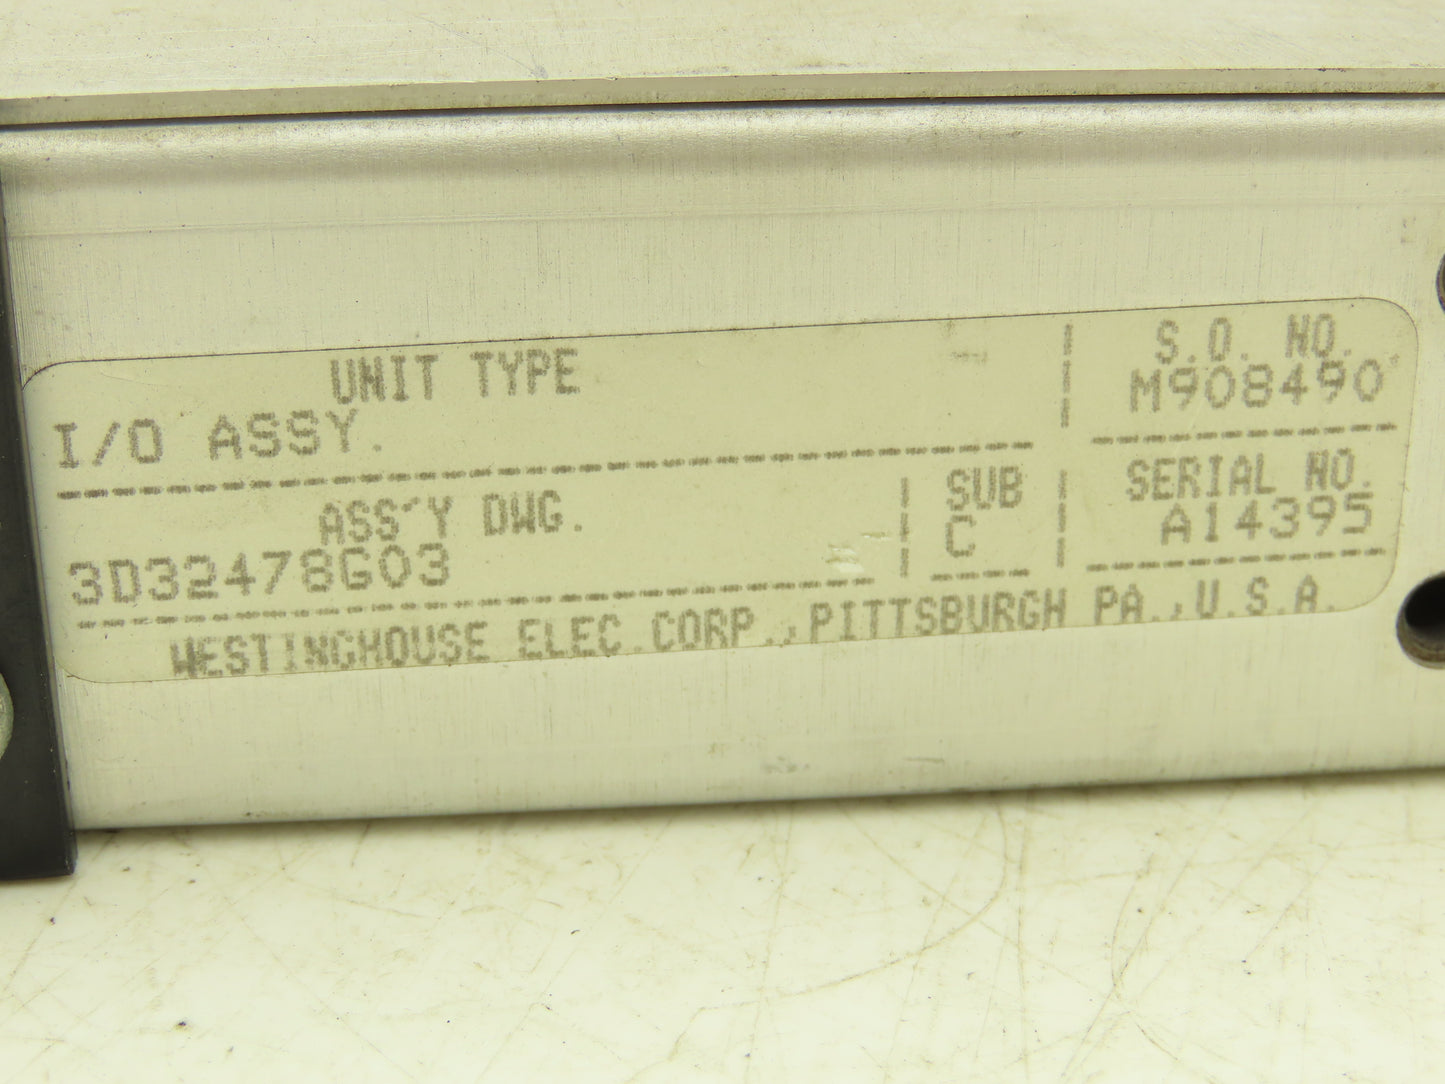 UNIT TYPE
I/O ASSY.
S.O. NO.
M908490
ASS'Y DWG.
3D32478G03
SUB
C
SERIAL NO.
A14395
WESTINGHOUSE ELEC.CORP.,PITTSBURGH PA.,U.S.A.